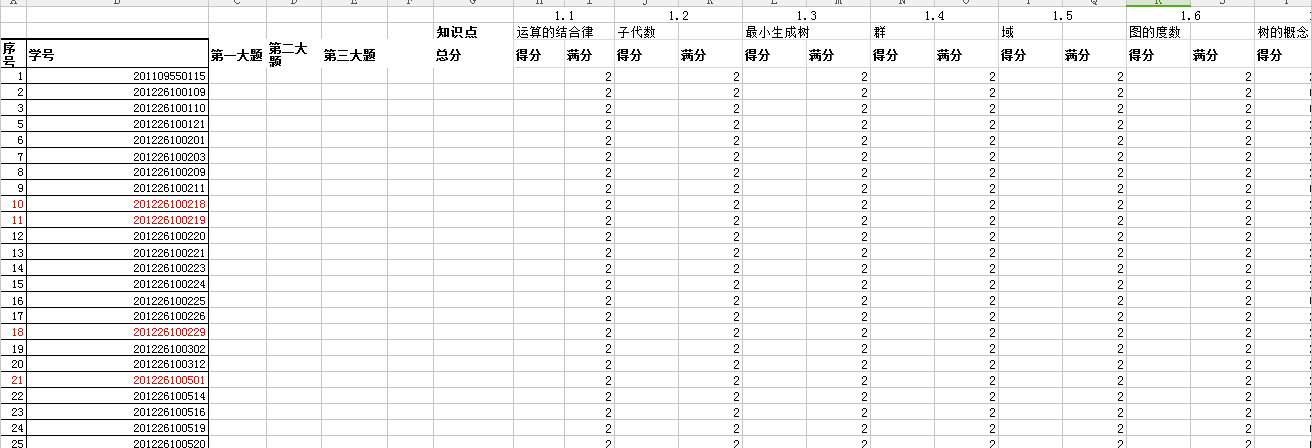 1.1 1.2 1.3 1.4 1.5 1.6
知识点 运算的结合律 子代数 最小生成树 群 域 图的度数 树的概念
序号 学号 第一大题 第二大题 第三大题 总分 得分 满分 得分 满分 得分 满分 得分 满分 得分 满分 得分 满分 得分
1 201109550115 2 2 2 2 2 2
2 201226100109 2 2 2 2 2 2
3 201226100110 2 2 2 2 2 2
5 201226100121 2 2 2 2 2 2
6 201226100201 2 2 2 2 2 2
7 201226100203 2 2 2 2 2 2
8 201226100209 2 2 2 2 2 2
9 201226100211 2 2 2 2 2 2
10 201226100218 2 2 2 2 2 2
11 201226100219 2 2 2 2 2 2
12 201226100220 2 2 2 2 2 2
13 201226100221 2 2 2 2 2 2
14 201226100223 2 2 2 2 2 2
15 201226100224 2 2 2 2 2 2
16 201226100225 2 2 2 2 2 2
17 201226100226 2 2 2 2 2 2
18 201226100229 2 2 2 2 2 2
19 201226100302 2 2 2 2 2 2
20 201226100312 2 2 2 2 2 2
21 201226100501 2 2 2 2 2 2
22 201226100514 2 2 2 2 2 2
23 201226100516 2 2 2 2 2 2
24 201226100519 2 2 2 2 2 2
25 201226100520 2 2 2 2 2 2